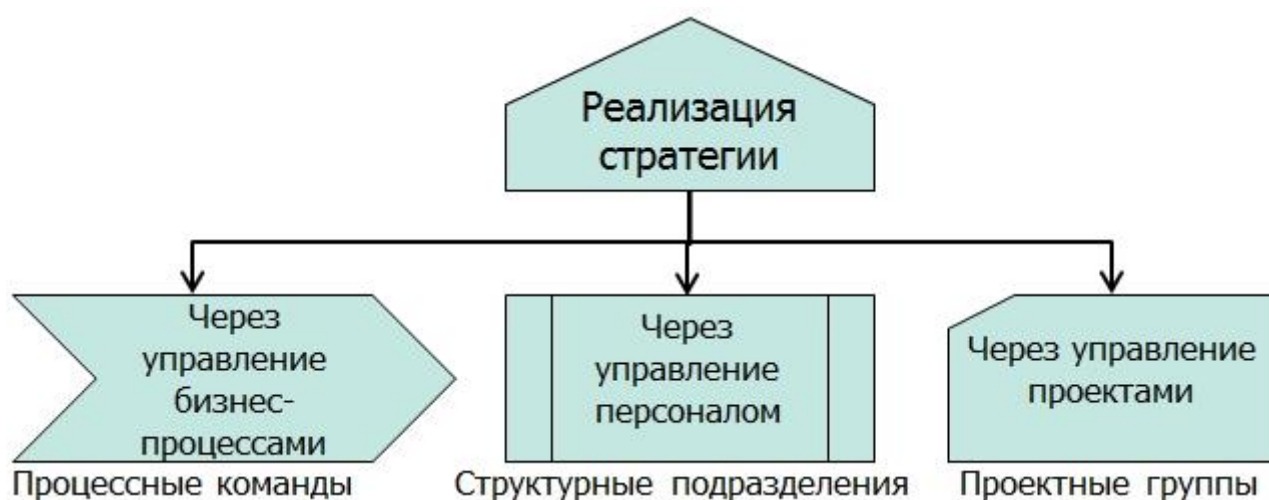 Реализация
стратегии
Через
управление
бизнес-
процессами
Через
управление
персоналом
Через управление
проектами
Процессные команды
Структурные подразделения
Проектные группы